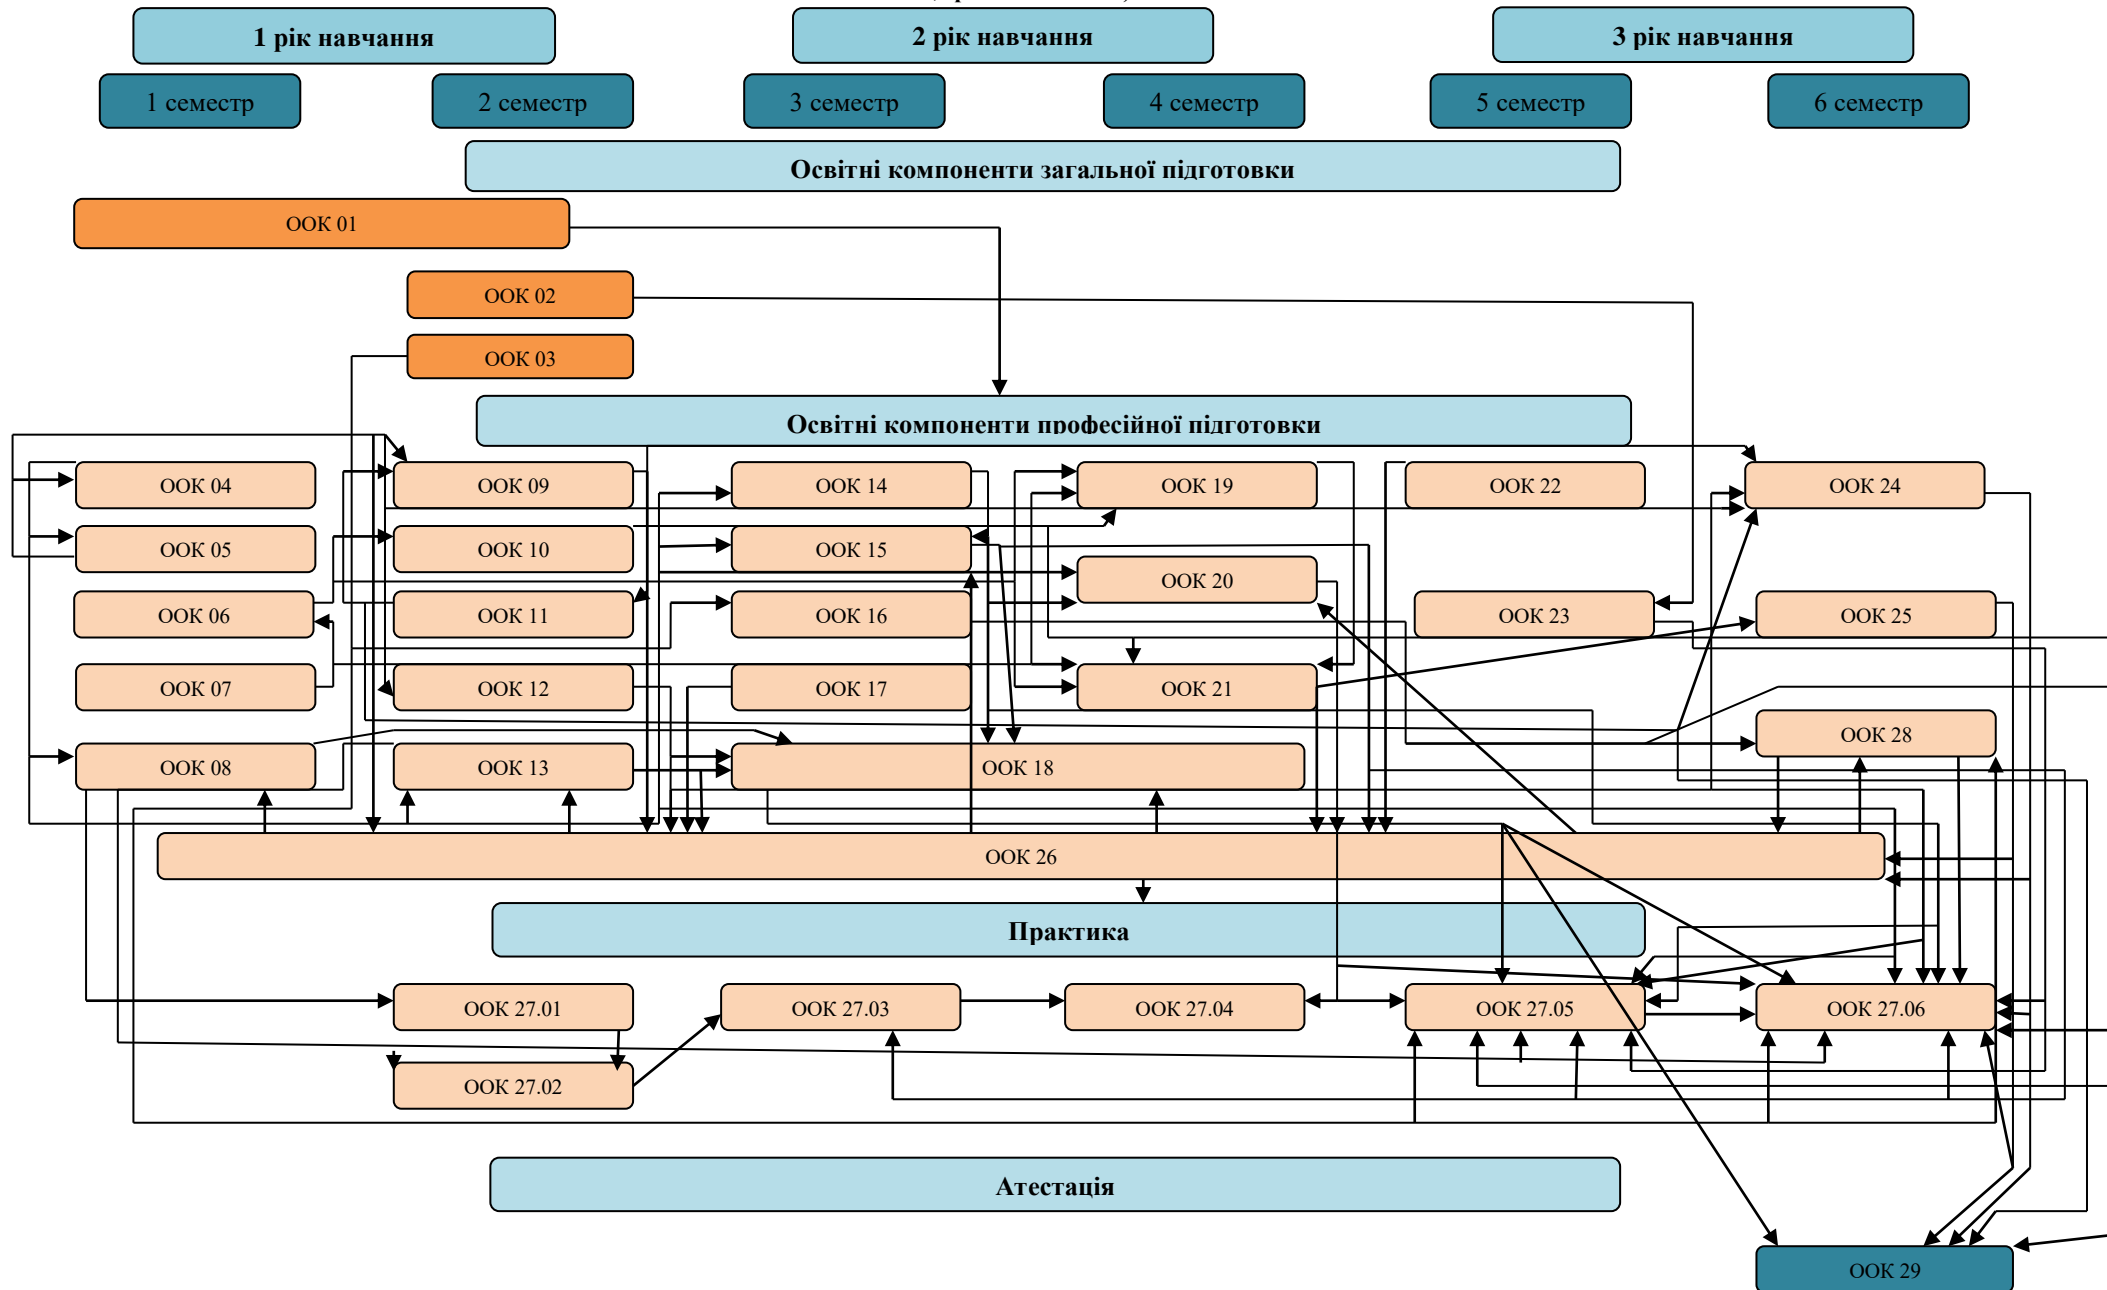 1 рік навчання
2 рік навчання
3 рік навчання
1 семестр
2 семестр
3 семестр
4 семестр
5 семестр
6 семестр
Освітні компоненти загальної підготовки
ООК 01
ООК 02
ООК 03
Освітні компоненти професійної підготовки
ООК 04
ООК 09
ООК 14
ООК 19
ООК 22
ООК 24
ООК 05
ООК 10
ООК 15
ООК 20
ООК 06
ООК 11
ООК 16
ООК 23
ООК 25
ООК 07
ООК 12
ООК 17
ООК 21
ООК 28
ООК 08
ООК 13
ООК 18
ООК 26
Практика
ООК 27.01
ООК 27.03
ООК 27.04
ООК 27.05
ООК 27.06
ООК 27.02
Атестація
ООК 29